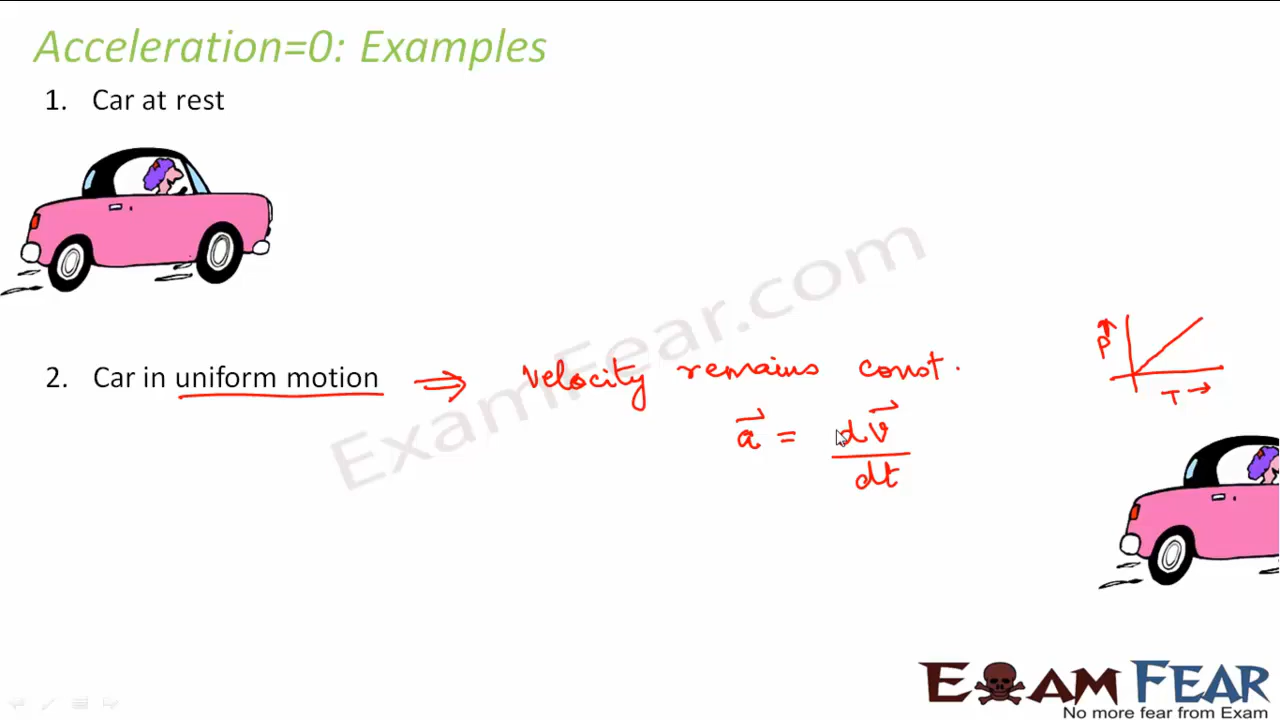 Acceleration=0: Examples
1. Car at rest
ExamFear.com
2. Car in uniform motion ⇒ Velocity remains const.
P↑
T→
a⃗ = dv⃗
dt
EXAM FEAR
No more fear from Exam